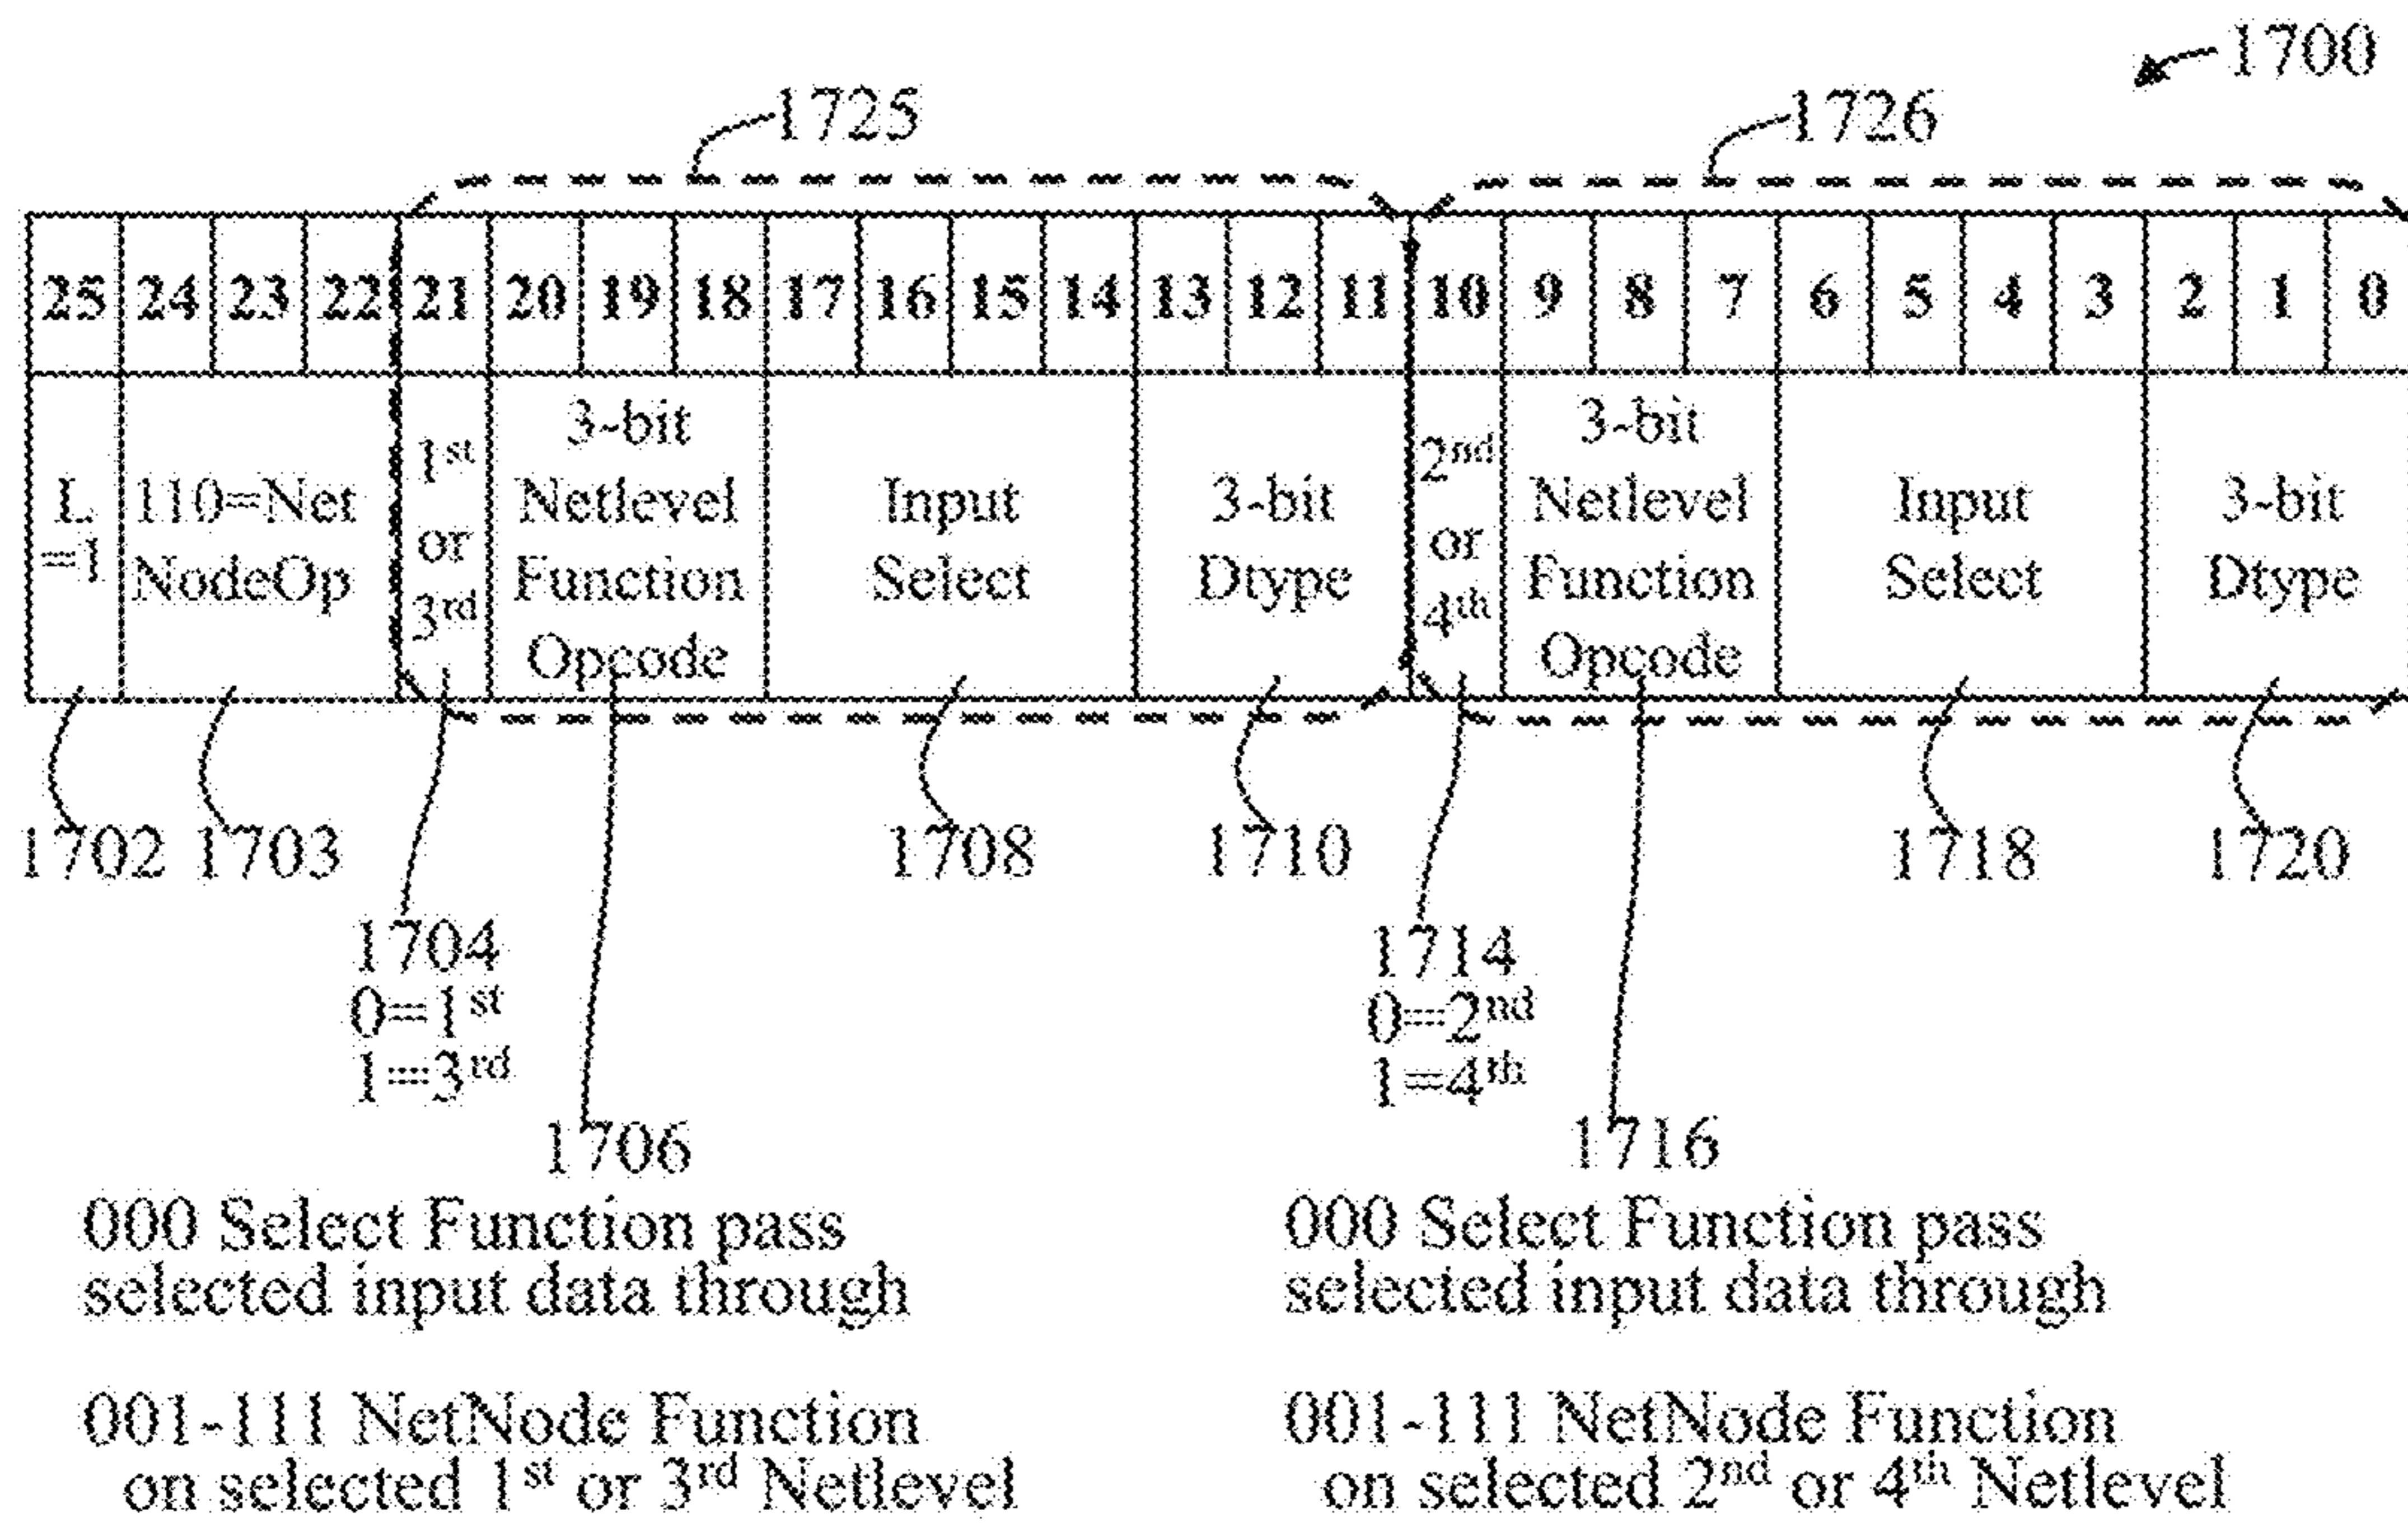 1700
1725 1726
25 24 23 22 21 20 19 18 17 16 15 14 13 12 11 10 9 8 7 6 5 4 3 2 1 0
L
=1
110=Net
NodeOp
1st
or
3rd
3-bit
Netlevel
Function
Opcode
Input
Select
3-bit
Dtype
2nd
or
4th
3-bit
Netlevel
Function
Opcode
Input
Select
3-bit
Dtype
1702 1703 1708 1710 1718 1720
1704
0=1st
1=3rd
1714
0=2nd
1=4th
1706
000 Select Function pass
selected input data through
001-111 NetNode Function
on selected 1st or 3rd Netlevel
1716
000 Select Function pass
selected input data through
001-111 NetNode Function
on selected 2nd or 4th Netlevel